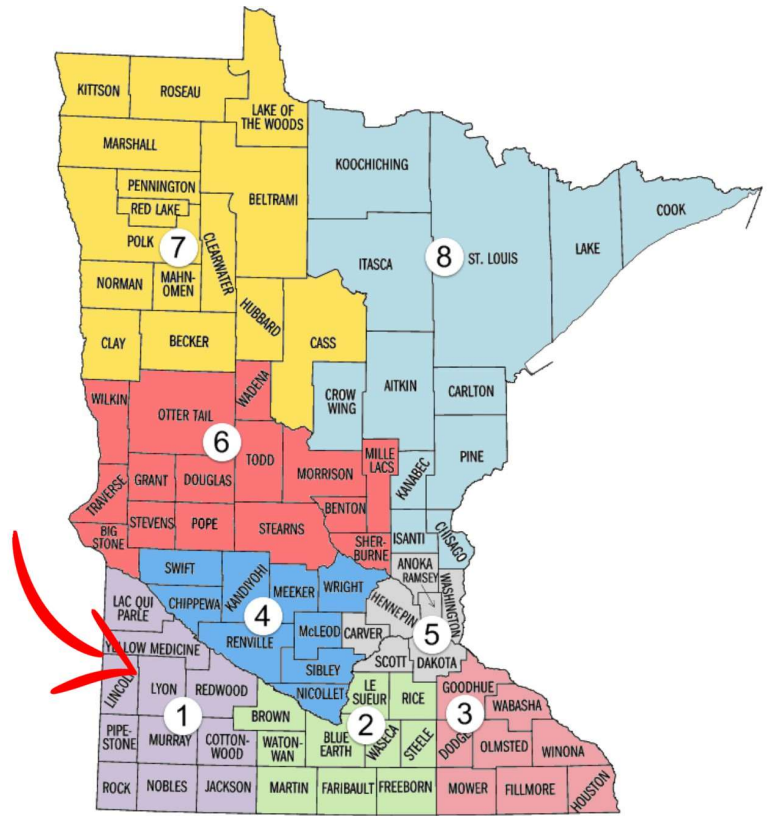 KITTSON
ROSEAU
LAKE OF
THE WOODS
MARSHALL
KOOCHICHING
PENNINGTON
RED LAKE
BELTRAMI
COOK
POLK
7
CLEARWATER
ITASCA
8
ST. LOUIS
LAKE
NORMAN
MAHN-
OMEN
HUBBARD
CLAY
BECKER
CASS
AITKIN
CARLTON
WILKIN
OTTER TAIL
WADENA
CROW
WING
6
TODD
MORRISON
MILLE
LACS
KANABEC
PINE
TRAVERSE
GRANT
DOUGLAS
BENTON
BIG
STONE
STEVENS
POPE
STEARNS
SHER-
BURNE
ISANTI
CHISAGO
SWIFT
KANDIYOHI
MEEKER
WRIGHT
ANOKA
RAMSEY
WASHINGTON
LAC QUI
PARLE
CHIPPEWA
4
HENNEPIN
5
YELLOW MEDICINE
RENVILLE
McLEOD
CARVER
SCOTT
DAKOTA
LINCOLN
LYON
REDWOOD
SIBLEY
NICOLLET
LE
SUEUR
RICE
GOODHUE
WABASHA
1
BROWN
2
3
PIPE-
STONE
MURRAY
COTTON-
WOOD
WATON-
WAN
BLUE
EARTH
WASECA
STEELE
DODGE
OLMSTED
WINONA
ROCK
NOBLES
JACKSON
MARTIN
FARIBAULT
FREEBORN
MOWER
FILLMORE
HOUSTON